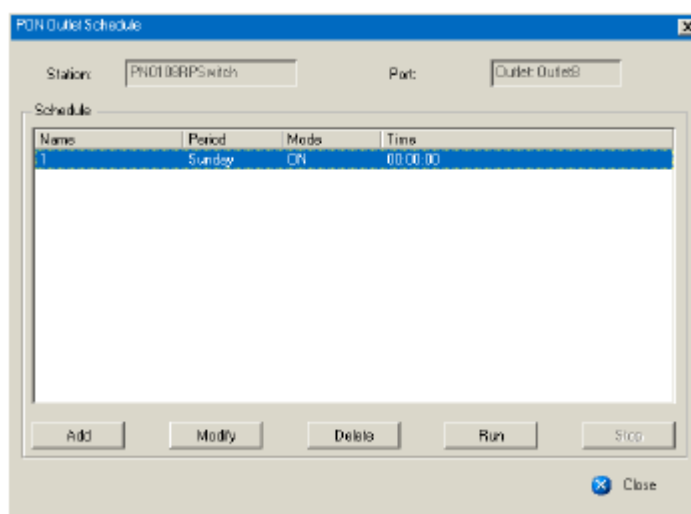 PON Outlet Schedule
Station: PN0108RPSwitch Port: Outlet: Outlet8
Schedule
Name Period Mode Time
1 Sunday ON 00:00:00
Add Modify Delete Run Stop
Close